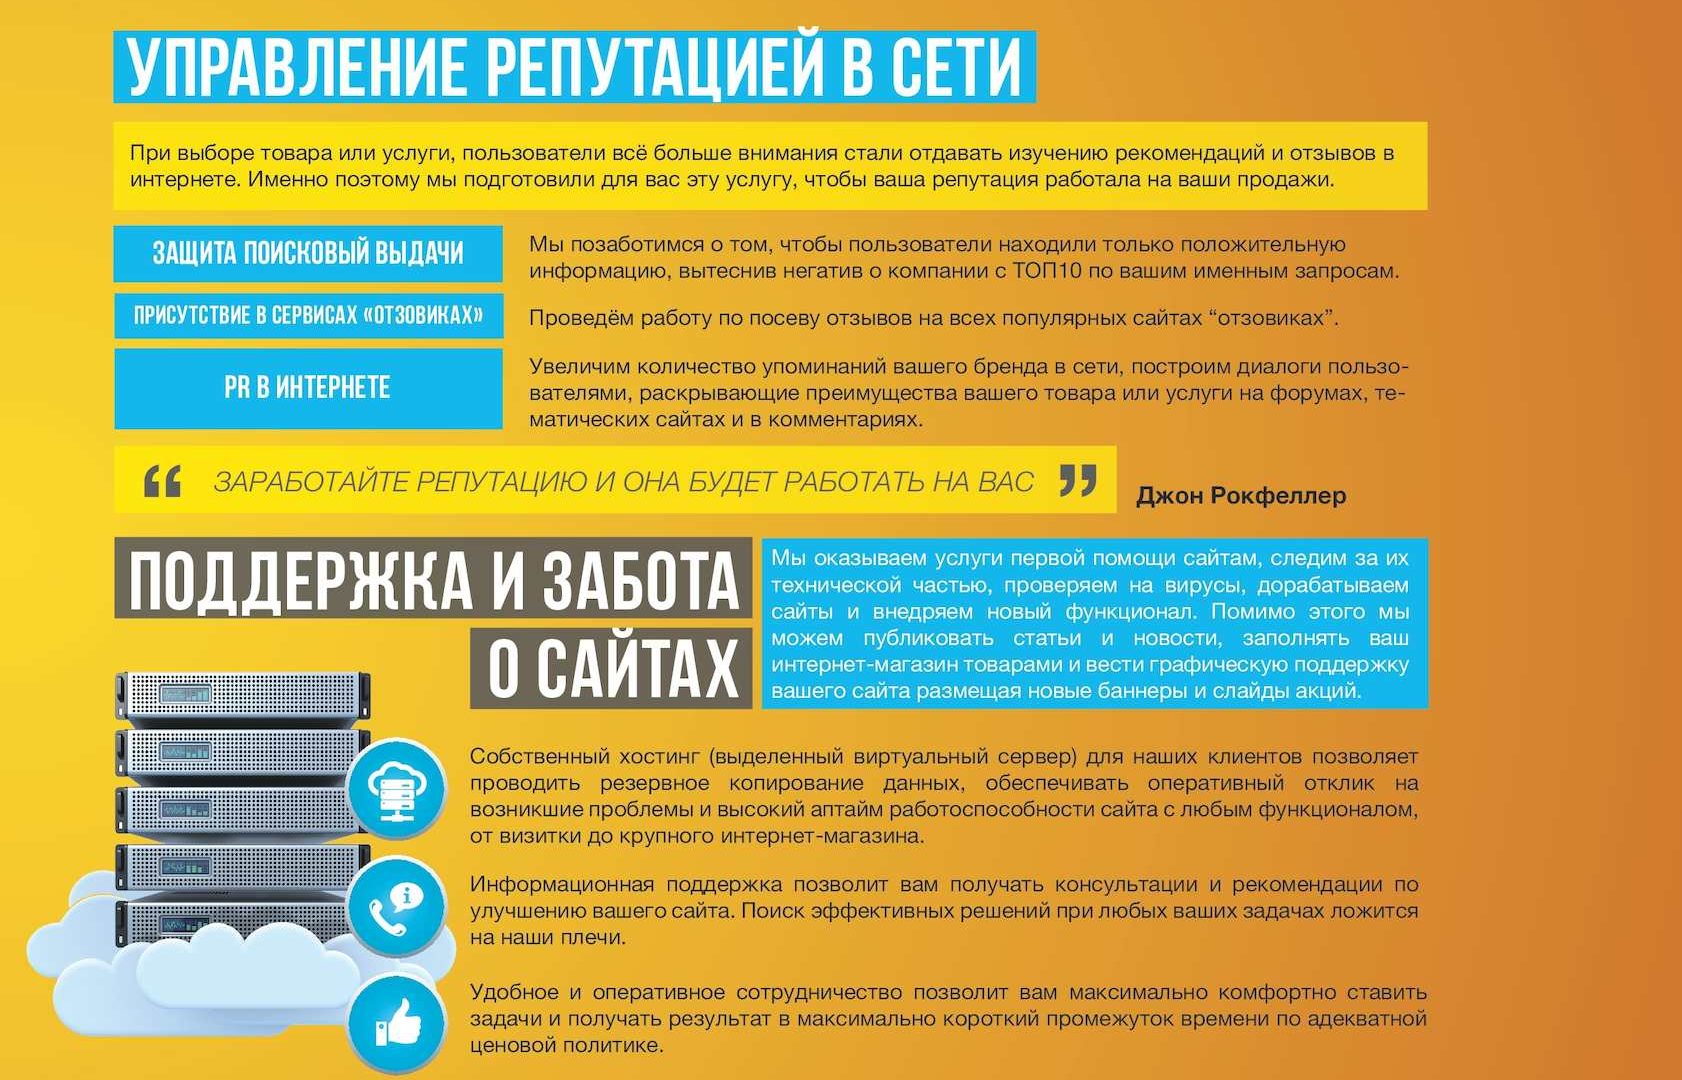 УПРАВЛЕНИЕ РЕПУТАЦИЕЙ В СЕТИ
При выборе товара или услуги, пользователи всё больше внимания стали отдавать изучению рекомендаций и отзывов в
интернете. Именно поэтому мы подготовили для вас эту услугу, чтобы ваша репутация работала на ваши продажи.
ЗАЩИТА ПОИСКОВЫЙ ВЫДАЧИ
Мы позаботимся о том, чтобы пользователи находили только положительную
информацию, вытеснив негатив о компании с ТОП10 по вашим именным запросам.
ПРИСУТСТВИЕ В СЕРВИСАХ «ОТЗОВИКАХ»
Проведём работу по посеву отзывов на всех популярных сайтах “отзовиках”.
PR В ИНТЕРНЕТЕ
Увеличим количество упоминаний вашего бренда в сети, построим диалоги пользо-
вателями, раскрывающие преимущества вашего товара или услуги на форумах, те-
матических сайтах и в комментариях.
“ ЗАРАБОТАЙТЕ РЕПУТАЦИЮ И ОНА БУДЕТ РАБОТАТЬ НА ВАС ”
Джон Рокфеллер
ПОДДЕРЖКА И ЗАБОТА
О САЙТАХ
Мы оказываем услуги первой помощи сайтам, следим за их
технической частью, проверяем на вирусы, дорабатываем
сайты и внедряем новый функционал. Помимо этого мы
можем публиковать статьи и новости, заполнять ваш
интернет-магазин товарами и вести графическую поддержку
вашего сайта размещая новые баннеры и слайды акций.
Собственный хостинг (выделенный виртуальный сервер) для наших клиентов позволяет
проводить резервное копирование данных, обеспечивать оперативный отклик на
возникшие проблемы и высокий аптайм работоспособности сайта с любым функционалом,
от визитки до крупного интернет-магазина.
Информационная поддержка позволит вам получать консультации и рекомендации по
улучшению вашего сайта. Поиск эффективных решений при любых ваших задачах ложится
на наши плечи.
Удобное и оперативное сотрудничество позволит вам максимально комфортно ставить
задачи и получать результат в максимально короткий промежуток времени по адекватной
ценовой политике.